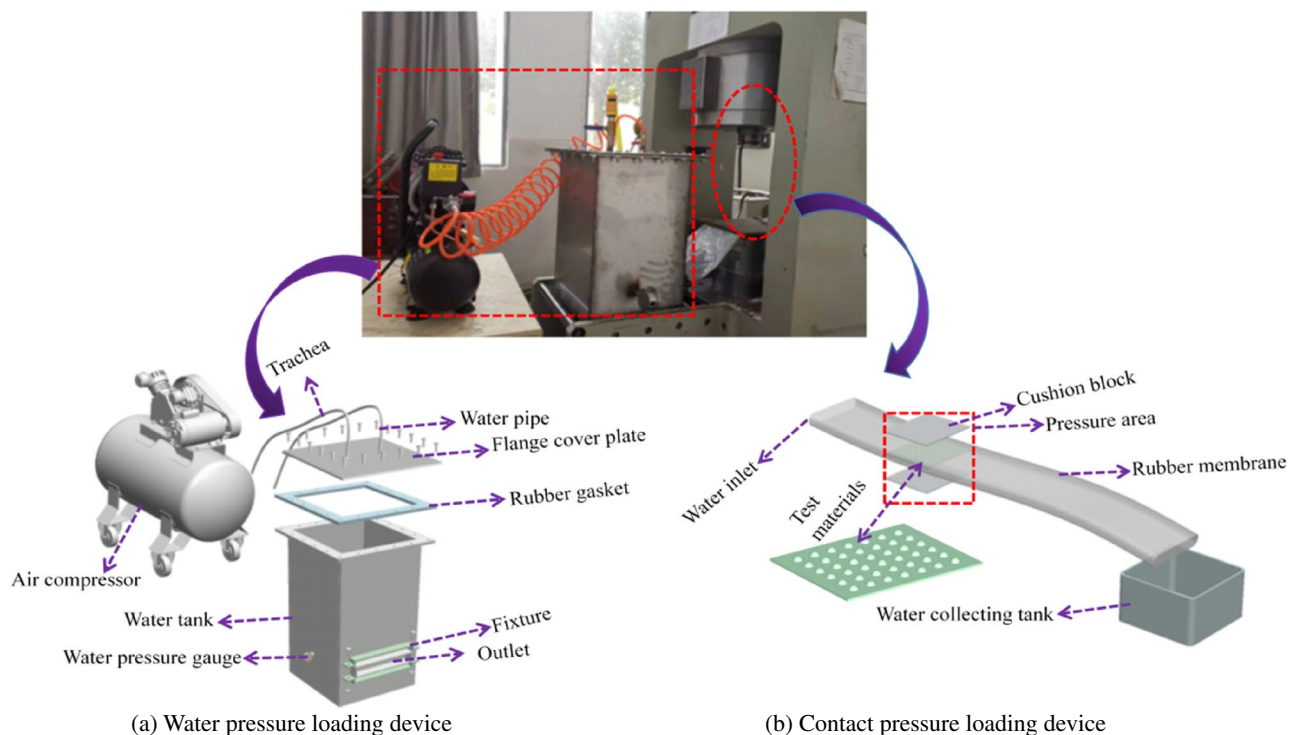 Trachea
Water pipe
Flange cover plate
Rubber gasket
Air compressor
Water tank
Water pressure gauge
Fixture
Outlet
Cushion block
Pressure area
Rubber membrane
Water inlet
Test
materials
Water collecting tank
(a) Water pressure loading device
(b) Contact pressure loading device